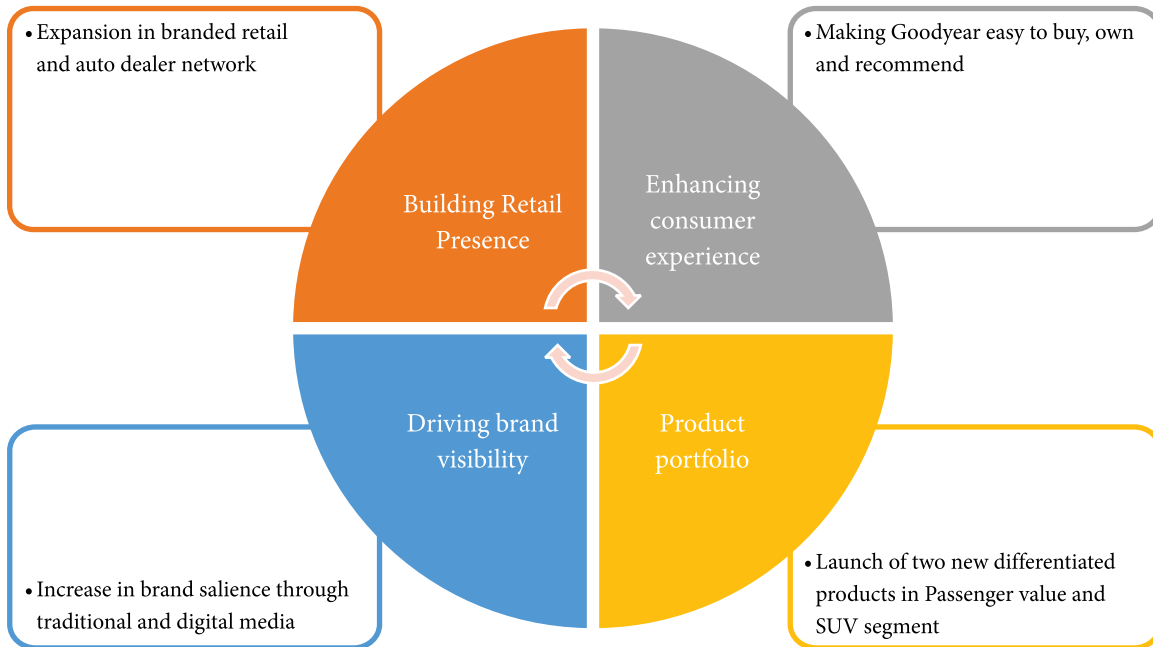 • Expansion in branded retail
and auto dealer network
• Making Goodyear easy to buy, own
and recommend
Building Retail
Presence
Enhancing
consumer
experience
Driving brand
visibility
Product
portfolio
• Increase in brand salience through
traditional and digital media
• Launch of two new differentiated
products in Passenger value and
SUV segment